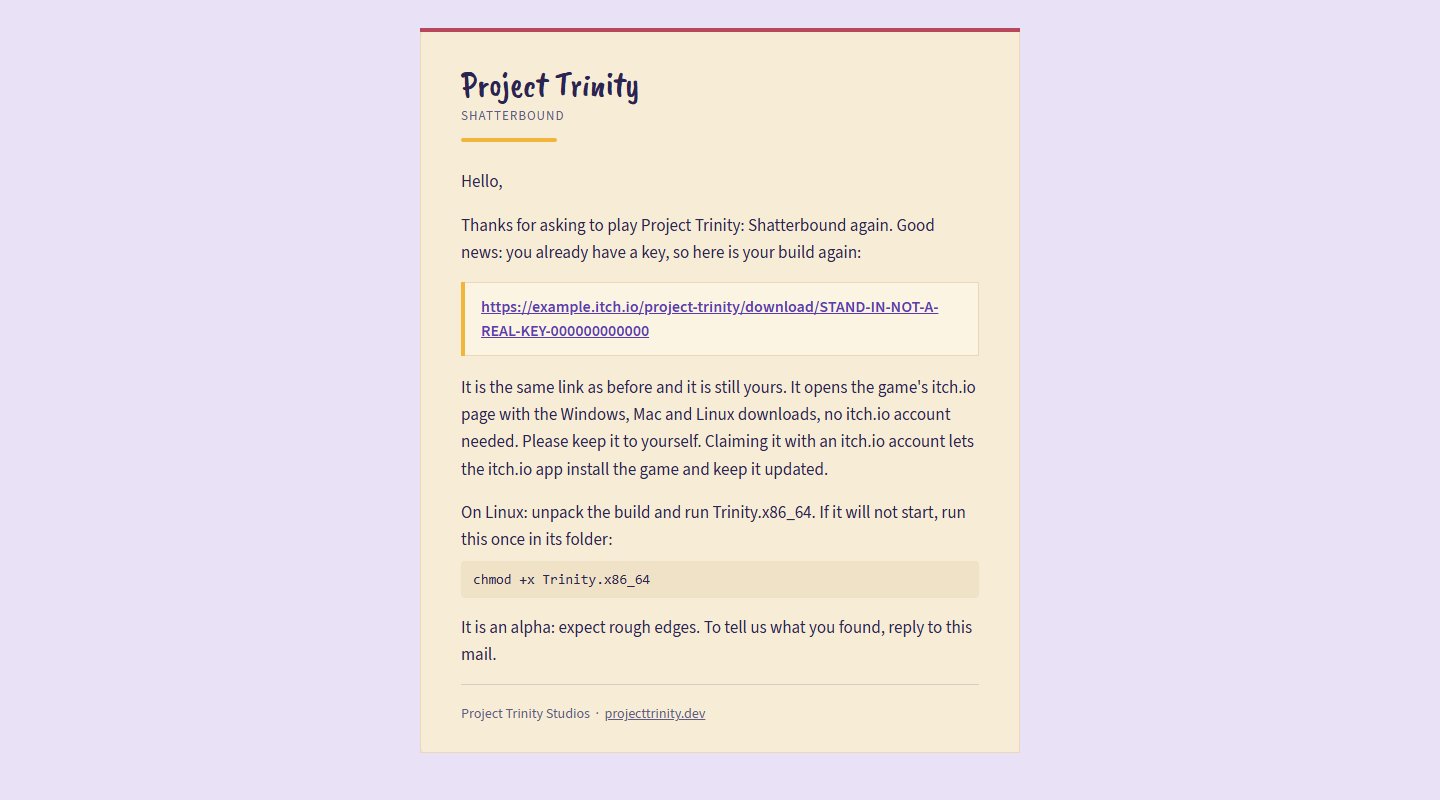 Project Trinity
SHATTERBOUND
Hello,
Thanks for asking to play Project Trinity: Shatterbound again. Good
news: you already have a key, so here is your build again:
https://example.itch.io/project-trinity/download/STAND-IN-NOT-A-
REAL-KEY-000000000000
It is the same link as before and it is still yours. It opens the game's itch.io
page with the Windows, Mac and Linux downloads, no itch.io account
needed. Please keep it to yourself. Claiming it with an itch.io account lets
the itch.io app install the game and keep it updated.
On Linux: unpack the build and run Trinity.x86_64. If it will not start, run
this once in its folder:
chmod +x Trinity.x86_64
It is an alpha: expect rough edges. To tell us what you found, reply to this
mail.
Project Trinity Studios · projecttrinity.dev